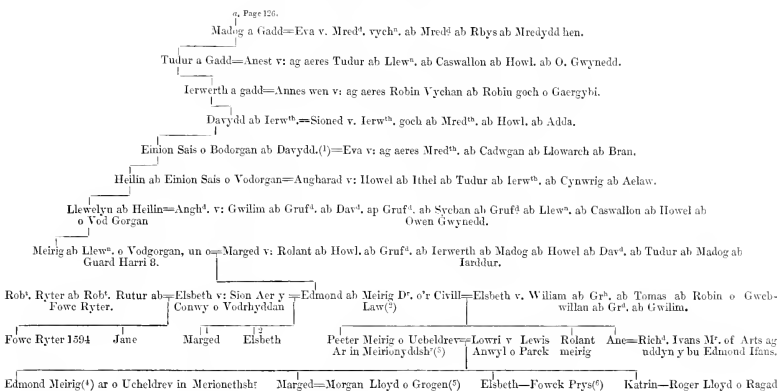 a, Page 126.
Madog a Gadd=Eva v. Mredᵈ. vychⁿ. ab Mredᵈ ab Rbys ab Mredydd hen.
Tudur a Gadd=Anest v: ag aeres Tudur ab Llewⁿ. ab Caswallon ab Howl. ab O. Gwynedd.
Ierwerth a gadd=Annes wen v: ag aeres Robin Vychan ab Robin goch o Gaergybi.
Davydd ab Ierwᵗʰ.=Sioned v. Ierwᵗʰ. goch ab Mredᵗʰ. ab Howl. ab Adda.
Einion Sais o Bodorgan ab Davydd.(¹)=Eva v: ag aeres Mredᵗʰ. ab Cadwgan ab Llowarch ab Bran.
Heilin ab Einion Sais o Vodorgan=Angharad v: Howel ab Ithel ab Tudur ab Ierwᵗʰ. ab Cynwrig ab Aelaw.
Llewelyn ab Heilin=Anghᵈ. v: Gwilim ab Grufᵈ. ab Davᵈ. ap Grufᵈ. ab Sycban ab Grufᵈ ab Llewⁿ. ab Caswallon ab Howel ab
o Vod Gorgan Owen Gwynedd.
Meirig ab Llewⁿ. o Vodgorgan, un o=Marged v: Rolant ab Howl. ab Grufᵈ. ab Ierwerth ab Madog ab Howel ab Davᵈ. ab Tudur ab Madog ab
Guard Harri 8. Iarddur.
Robᵗ. Ryter ab Robᵗ. Rutur ab=Elsbeth v: Sion Aer y=Edmond ab Meirig Dʳ. o'r Civill=Elsbeth v. Wiliam ab Grʰ. ab Tomas ab Robin o Gweb-
Fowc Ryter. Conwy o Vodrhyddan Law(²) willan ab Grᵈ. ab Gwilim.
Fowc Ryter 1594 Jane 1 Marged 2 Elsbeth Peeter Meirig o Ucbeldrev=Lowri v Lewis Rolant Ane=Richᵈ. Ivans Mʳ. of Arts ag
Ar in Meirionyddshʳ(³) Anwyl o Parck meirig uddyn y bu Edmond Ifans.
Edmond Meirig(⁴) ar o Ucheldrev in Merionethshʳ Marged=Morgan Lloyd o Grogen(⁵) Elsbeth—Fowck Prys(⁶) Katrin—Roger Lloyd o Ragad